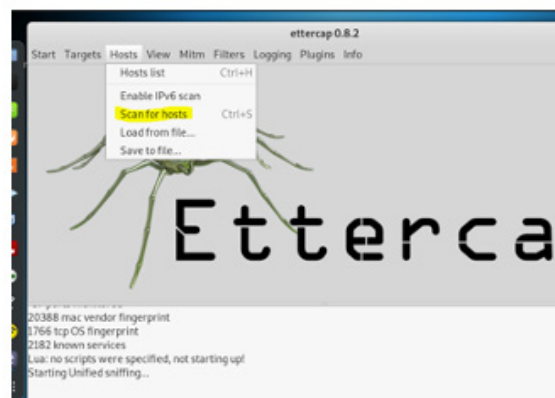 ettercap 0.8.2
Start Targets Hosts View Mitm Filters Logging Plugins Info
Hosts list Ctrl+H
Enable IPv6 scan
Scan for hosts Ctrl+S
Load from file...
Save to file...
Etterca
20388 mac vendor fingerprint
1766 tcp OS fingerprint
2182 known services
Lua: no scripts were specified, not starting up!
Starting Unified sniffing...